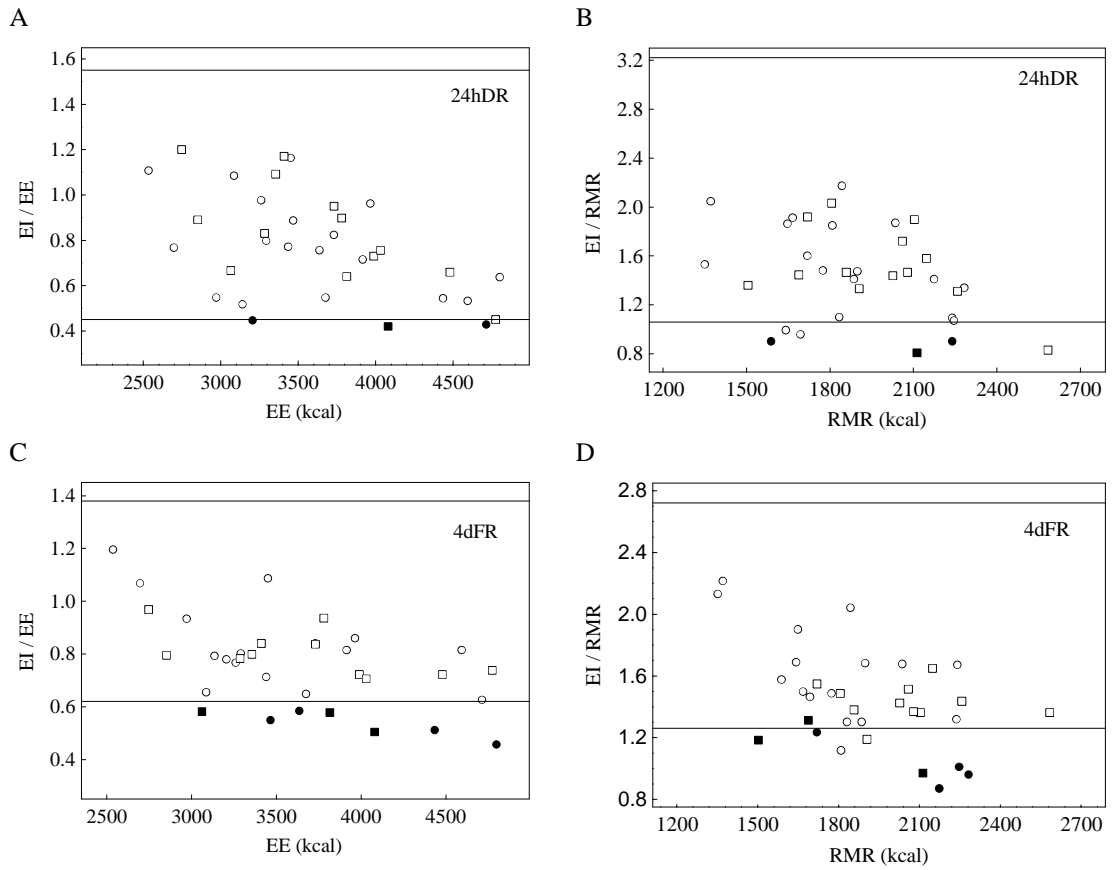 A
1.6
1.4
1.2
1.0
0.8
0.6
0.4
EI / EE
24hDR
2500 3000 3500 4000 4500
EE (kcal)
B
3.2
2.8
2.4
2.0
1.6
1.2
0.8
EI / RMR
24hDR
1200 1500 1800 2100 2400 2700
RMR (kcal)
C
1.4
1.2
1.0
0.8
0.6
0.4
EI / EE
4dFR
2500 3000 3500 4000 4500
EE (kcal)
D
2.8
2.4
2.0
1.6
1.2
0.8
EI / RMR
4dFR
1200 1500 1800 2100 2400 2700
RMR (kcal)